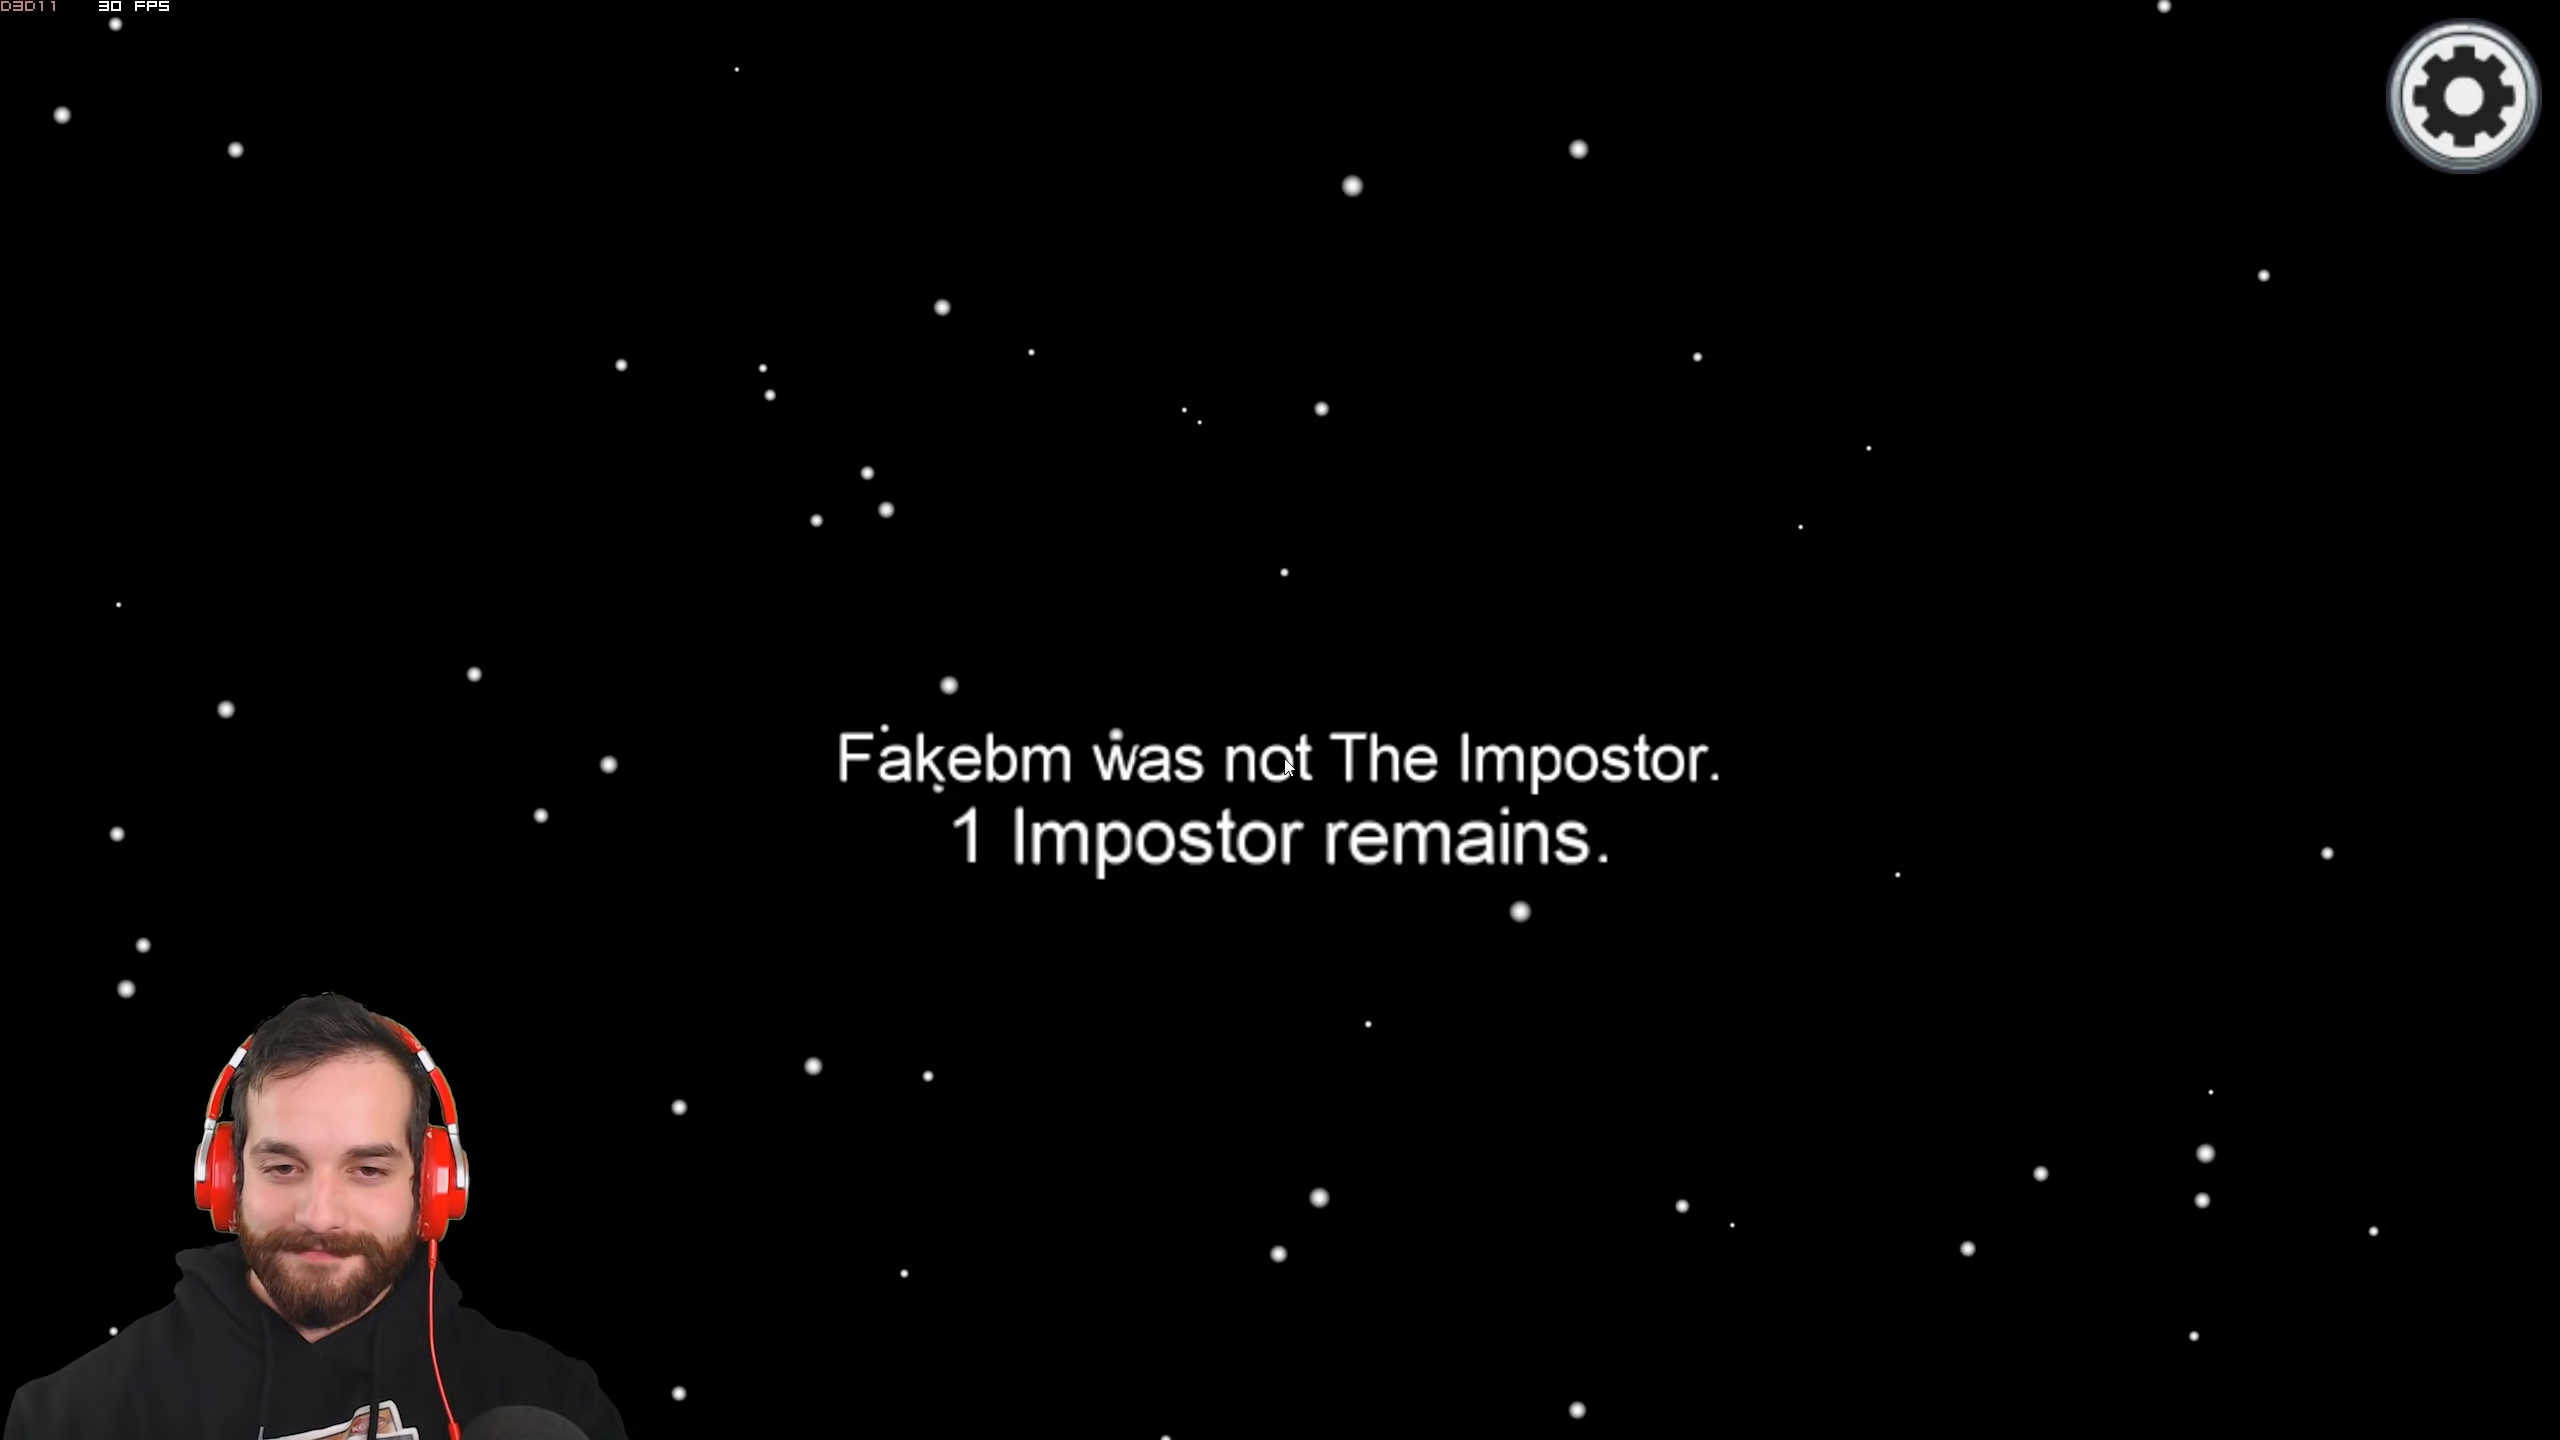 D3D11 30 FPS
Fakebm was not The Impostor.
1 Impostor remains.